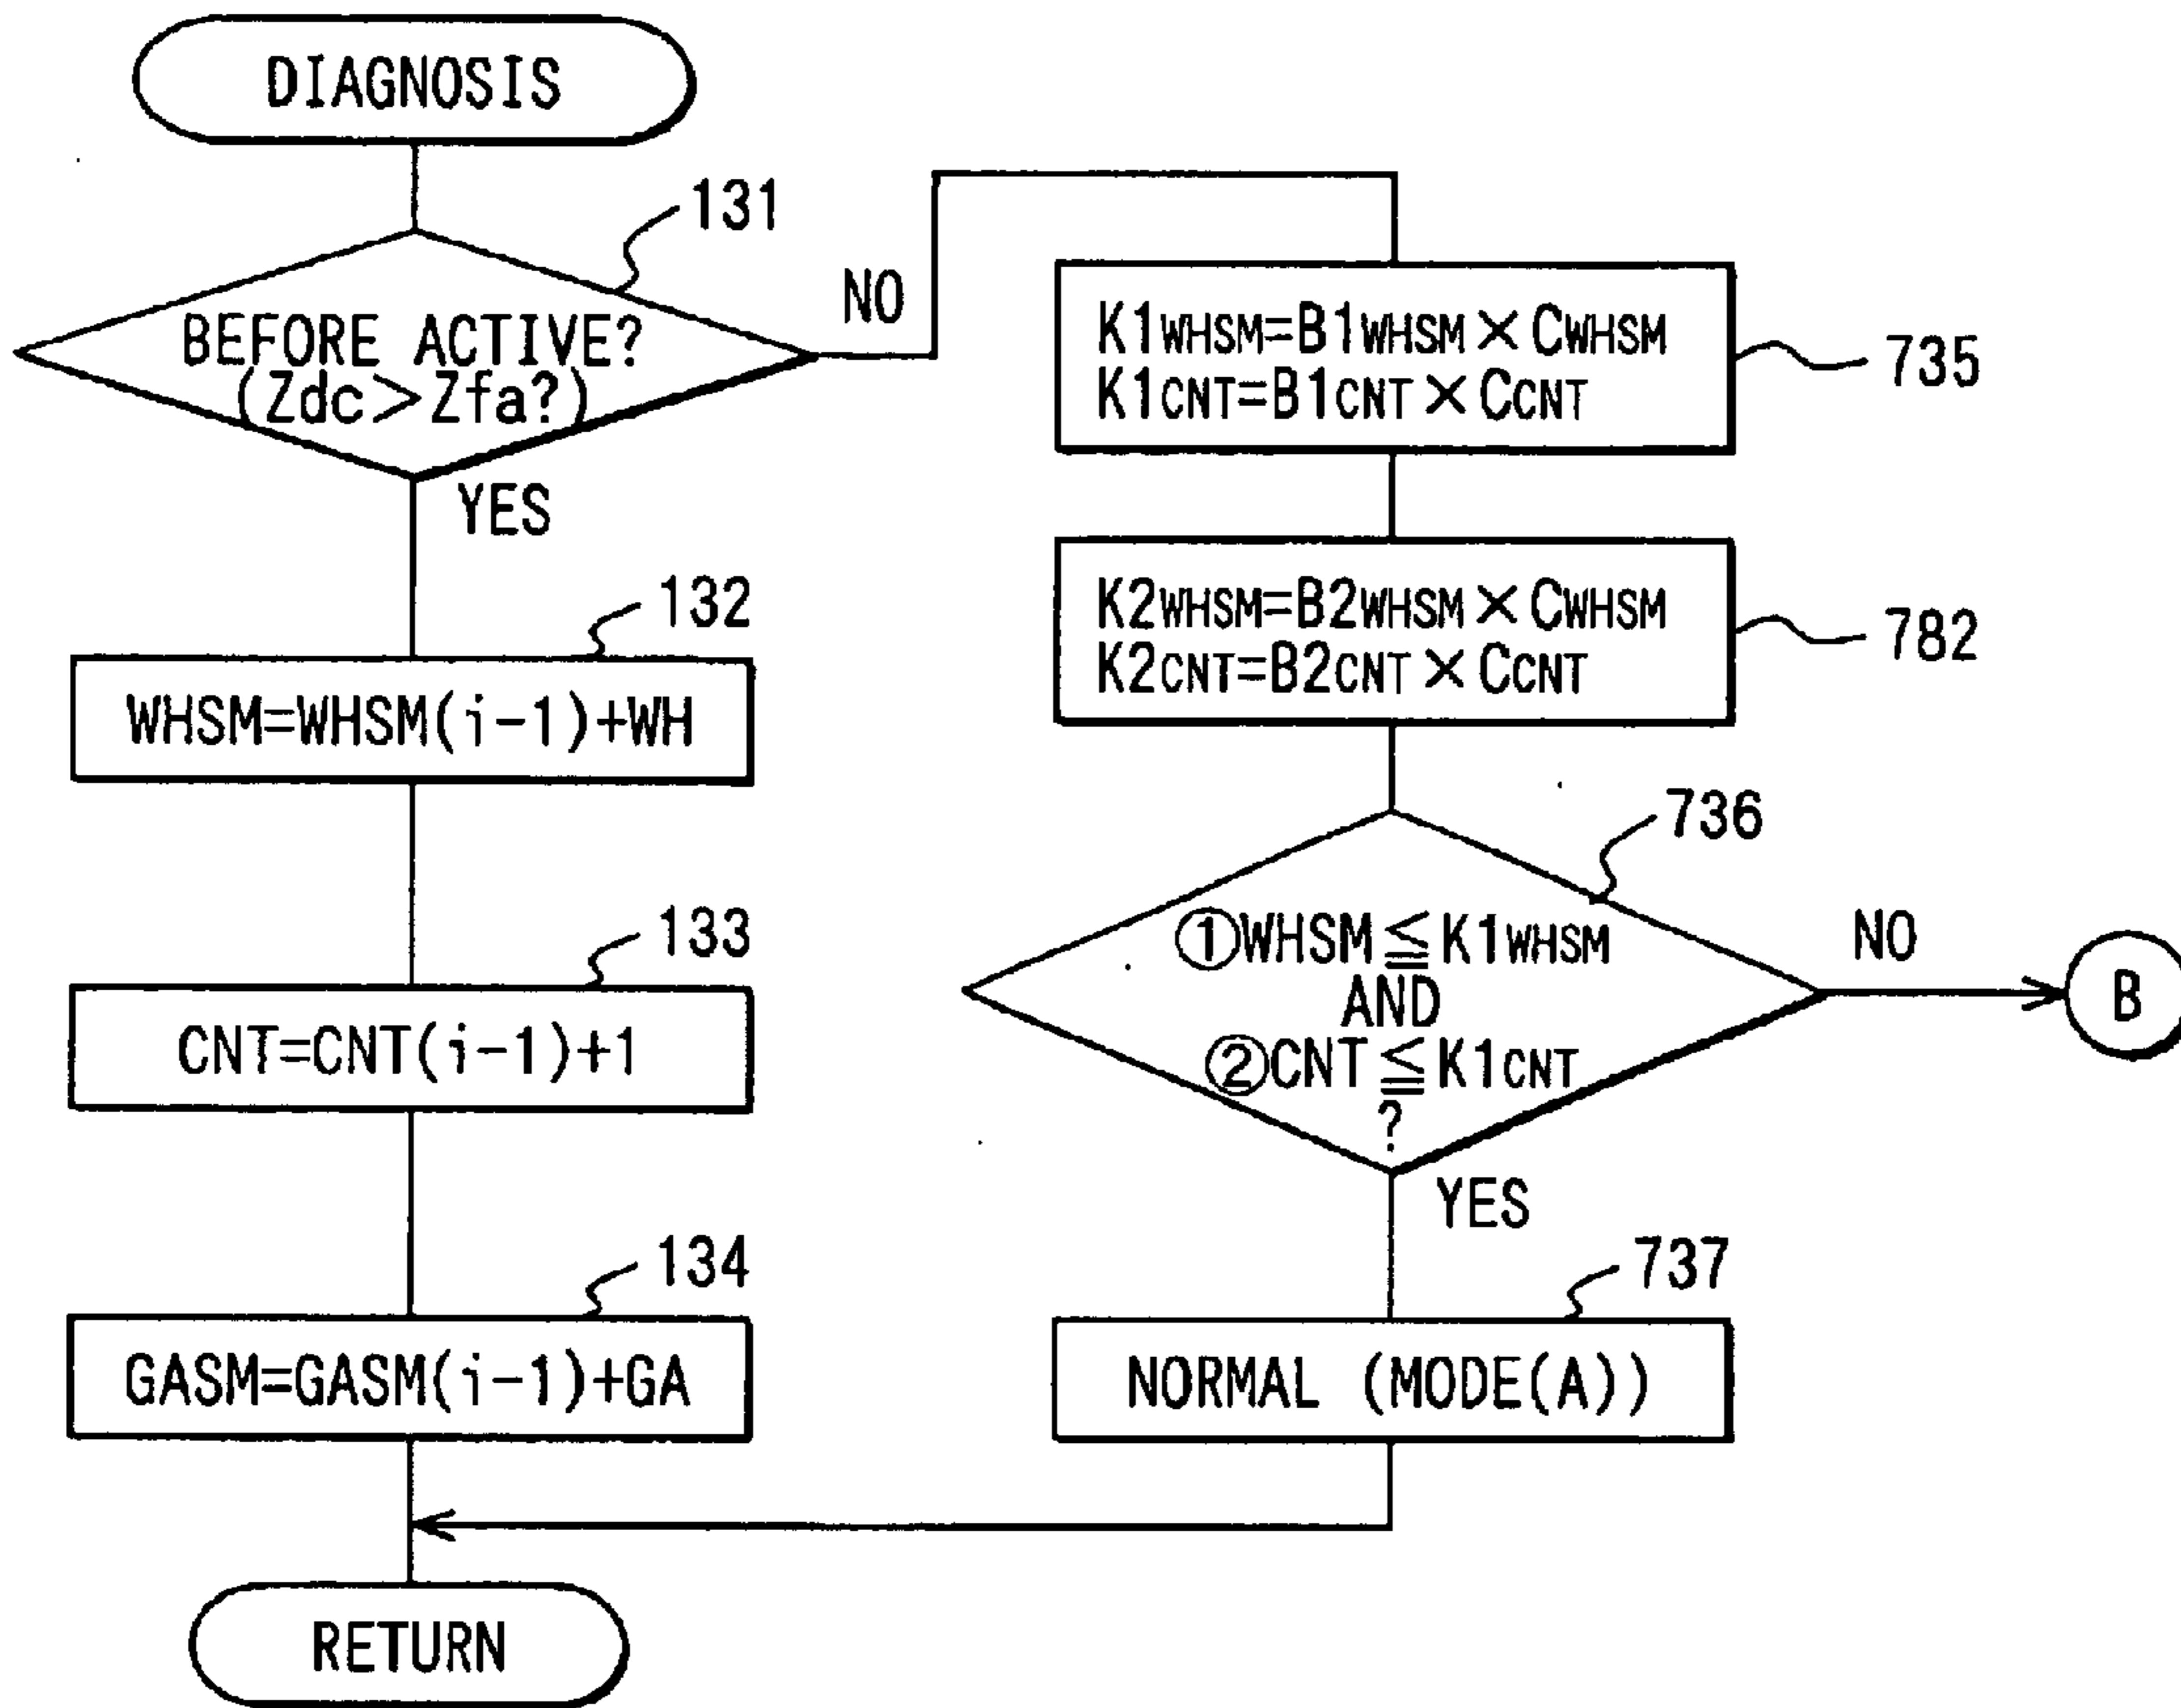 DIAGNOSIS
131
BEFORE ACTIVE?
(Zdc>Zfa?)
NO
YES
132
WHSM=WHSM(i-1)+WH
133
CNT=CNT(i-1)+1
134
GASM=GASM(i-1)+GA
RETURN
K1WHSM=B1WHSM×CWHSM
K1CNT=B1CNT×CCNT
735
K2WHSM=B2WHSM×CWHSM
K2CNT=B2CNT×CCNT
782
736
①WHSM≦K1WHSM
AND
②CNT≦K1CNT
?
NO
B
YES
737
NORMAL (MODE(A))